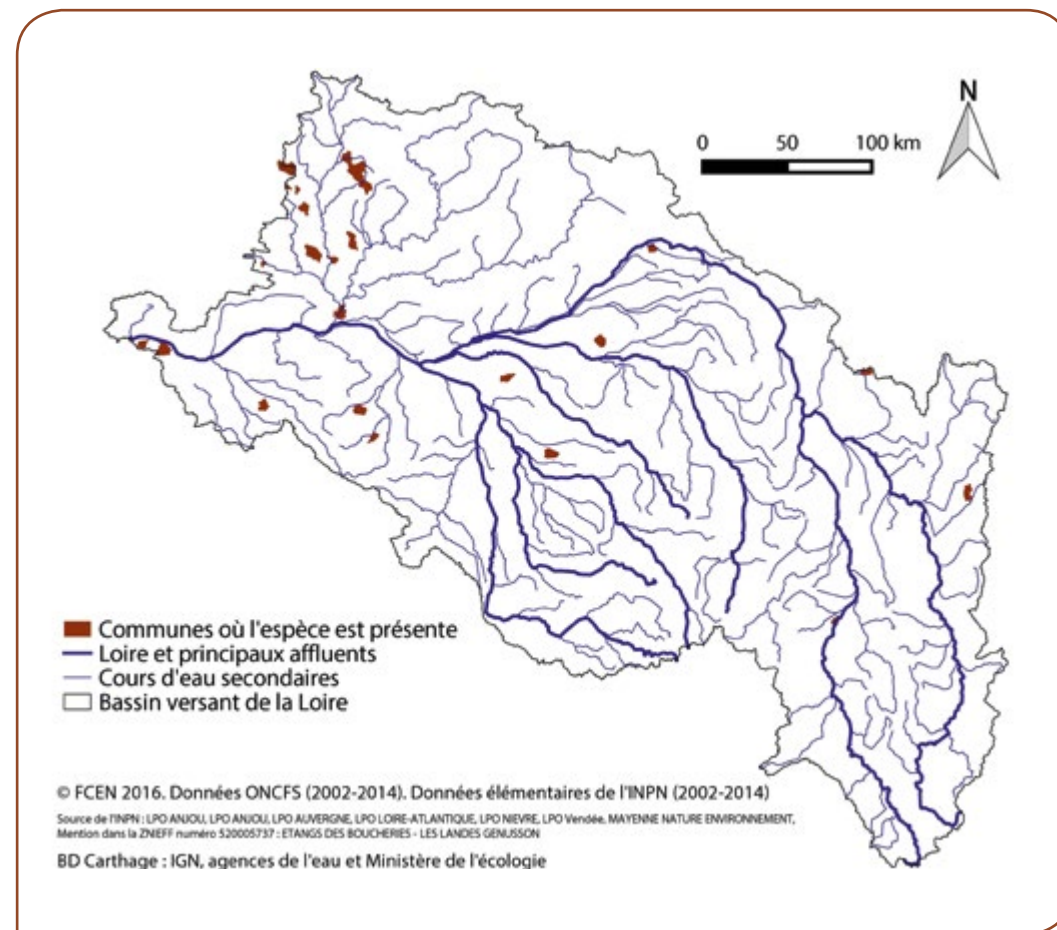 N
0 50 100 km
Communes où l'espèce est présente
Loire et principaux affluents
Cours d'eau secondaires
Bassin versant de la Loire
© FCEN 2016. Données ONCFS (2002-2014). Données élémentaires de l'INPN (2002-2014)
Source de l'INPN : LPO ANJOU, LPO ANJOU, LPO AUVERGNE, LPO LOIRE-ATLANTIQUE, LPO NIEVRE, LPO Vendée, MAYENNE NATURE ENVIRONNEMENT,
Mention dans la ZNIEFF numéro 520005737 : ETANGS DES BOUCHERIES - LES LANDES GENUSSON
BD Carthage : IGN, agences de l'eau et Ministère de l'écologie